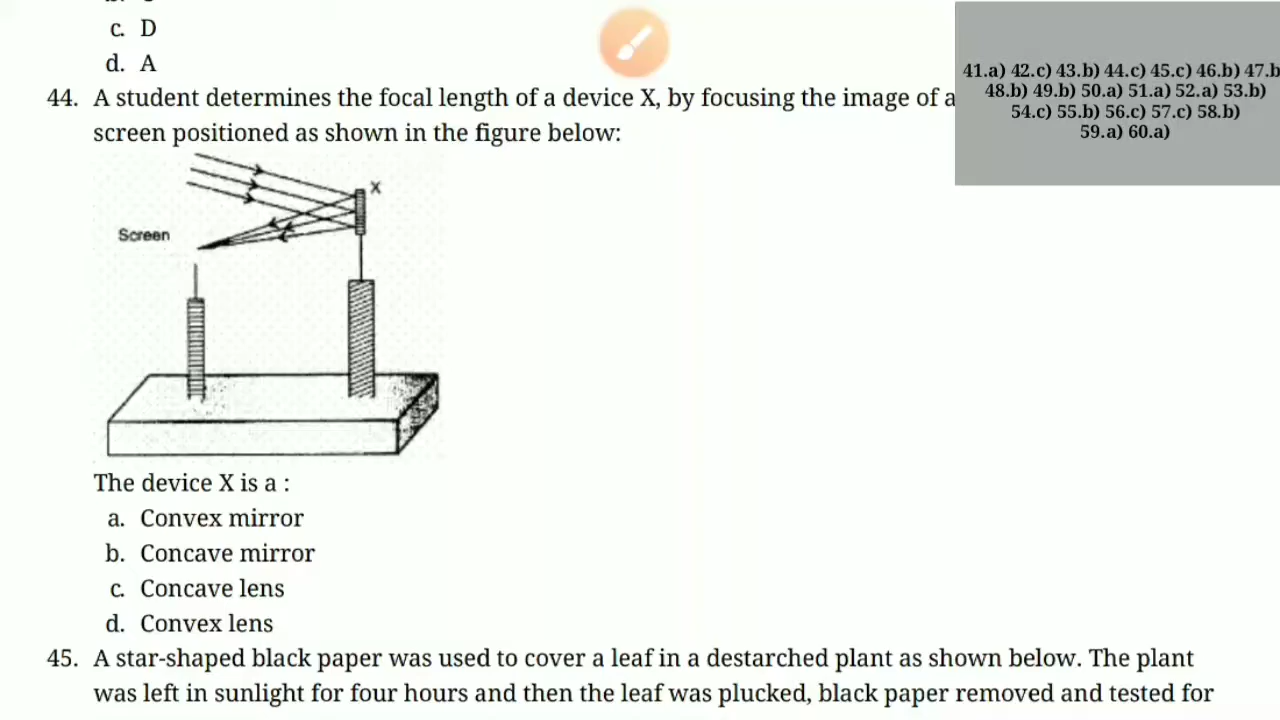 c. D
d. A
44. A student determines the focal length of a device X, by focusing the image of a
screen positioned as shown in the figure below:
41.a) 42.c) 43.b) 44.c) 45.c) 46.b) 47.b
48.b) 49.b) 50.a) 51.a) 52.a) 53.b)
54.c) 55.b) 56.c) 57.c) 58.b)
59.a) 60.a)
X
Screen
The device X is a :
a. Convex mirror
b. Concave mirror
c. Concave lens
d. Convex lens
45. A star-shaped black paper was used to cover a leaf in a destarched plant as shown below. The plant
was left in sunlight for four hours and then the leaf was plucked, black paper removed and tested for